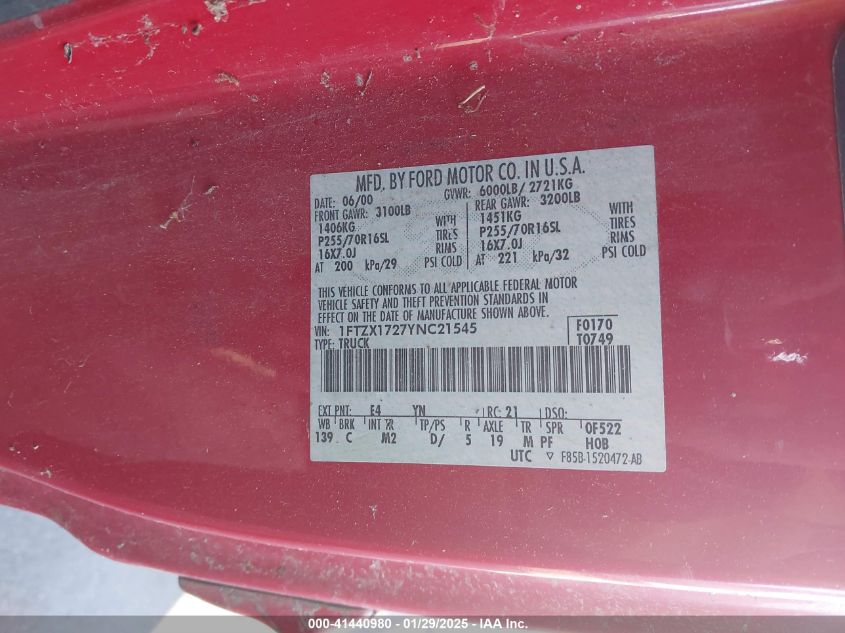 MFD. BY FORD MOTOR CO. IN U.S.A.
DATE: 06/00 GVWR: 6000LB/ 2721KG
FRONT GAWR: 3100LB REAR GAWR: 3200LB
1406KG WITH 1451KG WITH
P255/70R16SL TIRES P255/70R16SL TIRES
16X7.0J RIMS 16X7.0J RIMS
AT 200 kPa/29 PSI COLD AT 221 kPa/32 PSI COLD
THIS VEHICLE CONFORMS TO ALL APPLICABLE FEDERAL MOTOR
VEHICLE SAFETY AND THEFT PREVENTION STANDARDS IN
EFFECT ON THE DATE OF MANUFACTURE SHOWN ABOVE.
VIN: 1FTZX1727YNC21545 F0170
TYPE: TRUCK T0749
EXT PNT: E4 YN RC: 21 DSO:
WB BRK INT TR TP/PS R AXLE TR SPR 0F522
139 C M2 D/ 5 19 M PF H0B
UTC ▽ F85B-1520472-AB
000-41440980 - 01/29/2025 - IAA Inc.